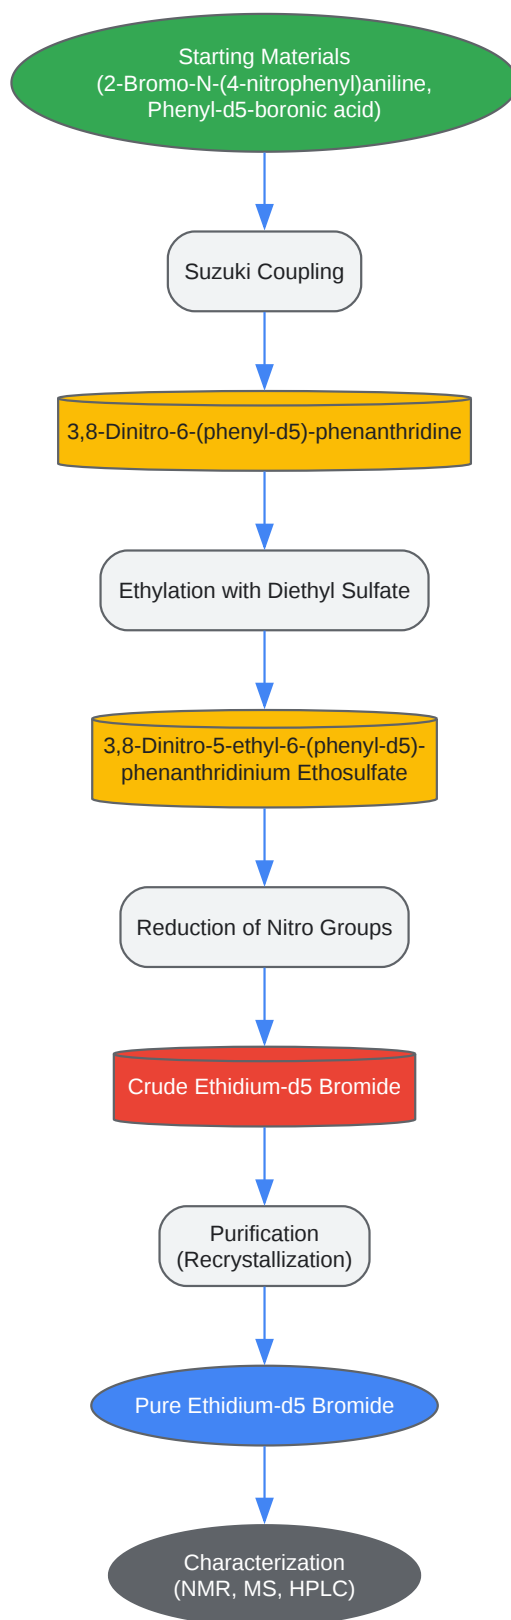 Starting Materials
(2-Bromo-N-(4-nitrophenyl)aniline,
Phenyl-d5-boronic acid)
Suzuki Coupling
3,8-Dinitro-6-(phenyl-d5)-phenanthridine
Ethylation with Diethyl Sulfate
3,8-Dinitro-5-ethyl-6-(phenyl-d5)-
phenanthridinium Ethosulfate
Reduction of Nitro Groups
Crude Ethidium-d5 Bromide
Purification
(Recrystallization)
Pure Ethidium-d5 Bromide
Characterization
(NMR, MS, HPLC)